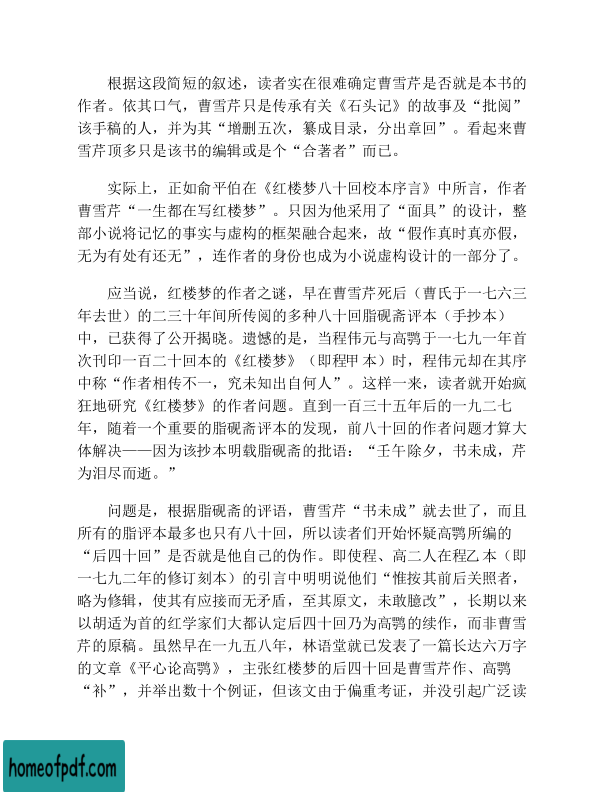 根据这段简短的叙述，读者实在很难确定曹雪芹是否就是本书的
作者。依其口气，曹雪芹只是传承有关《石头记》的故事及“批阅”
该手稿的人，并为其“增删五次，纂成目录，分出章回”。看起来曹
雪芹顶多只是该书的编辑或是个“合著者”而已。
实际上，正如俞平伯在《红楼梦八十回校本序言》中所言，作者
曹雪芹“一生都在写红楼梦”。只因为他采用了“面具”的设计，整
部小说将记忆的事实与虚构的框架融合起来，故“假作真时真亦假，
无为有处有还无”，连作者的身份也成为小说虚构设计的一部分了。
应当说，红楼梦的作者之谜，早在曹雪芹死后（曹氏于一七六三
年去世）的二三十年间所传阅的多种八十回脂砚斋评本（手抄本）
中，已获得了公开揭晓。遗憾的是，当程伟元与高鹗于一七九一年首
次刊印一百二十回本的《红楼梦》（即程甲本）时，程伟元却在其序
中称“作者相传不一，究未知出自何人”。这样一来，读者就开始疯
狂地研究《红楼梦》的作者问题。直到一百三十五年后的一九二七
年，随着一个重要的脂砚斋评本的发现，前八十回的作者问题才算大
体解决——因为该抄本明载脂砚斋的批语：“壬午除夕，书未成，芹
为泪尽而逝。”
问题是，根据脂砚斋的评语，曹雪芹“书未成”就去世了，而且
所有的脂评本最多也只有八十回，所以读者们开始怀疑高鹗所编的
“后四十回”是否就是他自己的伪作。即使程、高二人在程乙本（即
一七九二年的修订刻本）的引言中明明说他们“惟按其前后关照者，
略为修辑，使其有应接而无矛盾，至其原文，未敢臆改”，长期以来
以胡适为首的红学家们大都认定后四十回乃为高鹗的续作，而非曹雪
芹的原稿。虽然早在一九五八年，林语堂就已发表了一篇长达六万字
的文章《平心论高鹗》，主张红楼梦的后四十回是曹雪芹作、高鹗
“补”，并举出数十个例证，但该文由于偏重考证，并没引起广泛读
homeofpdf.com